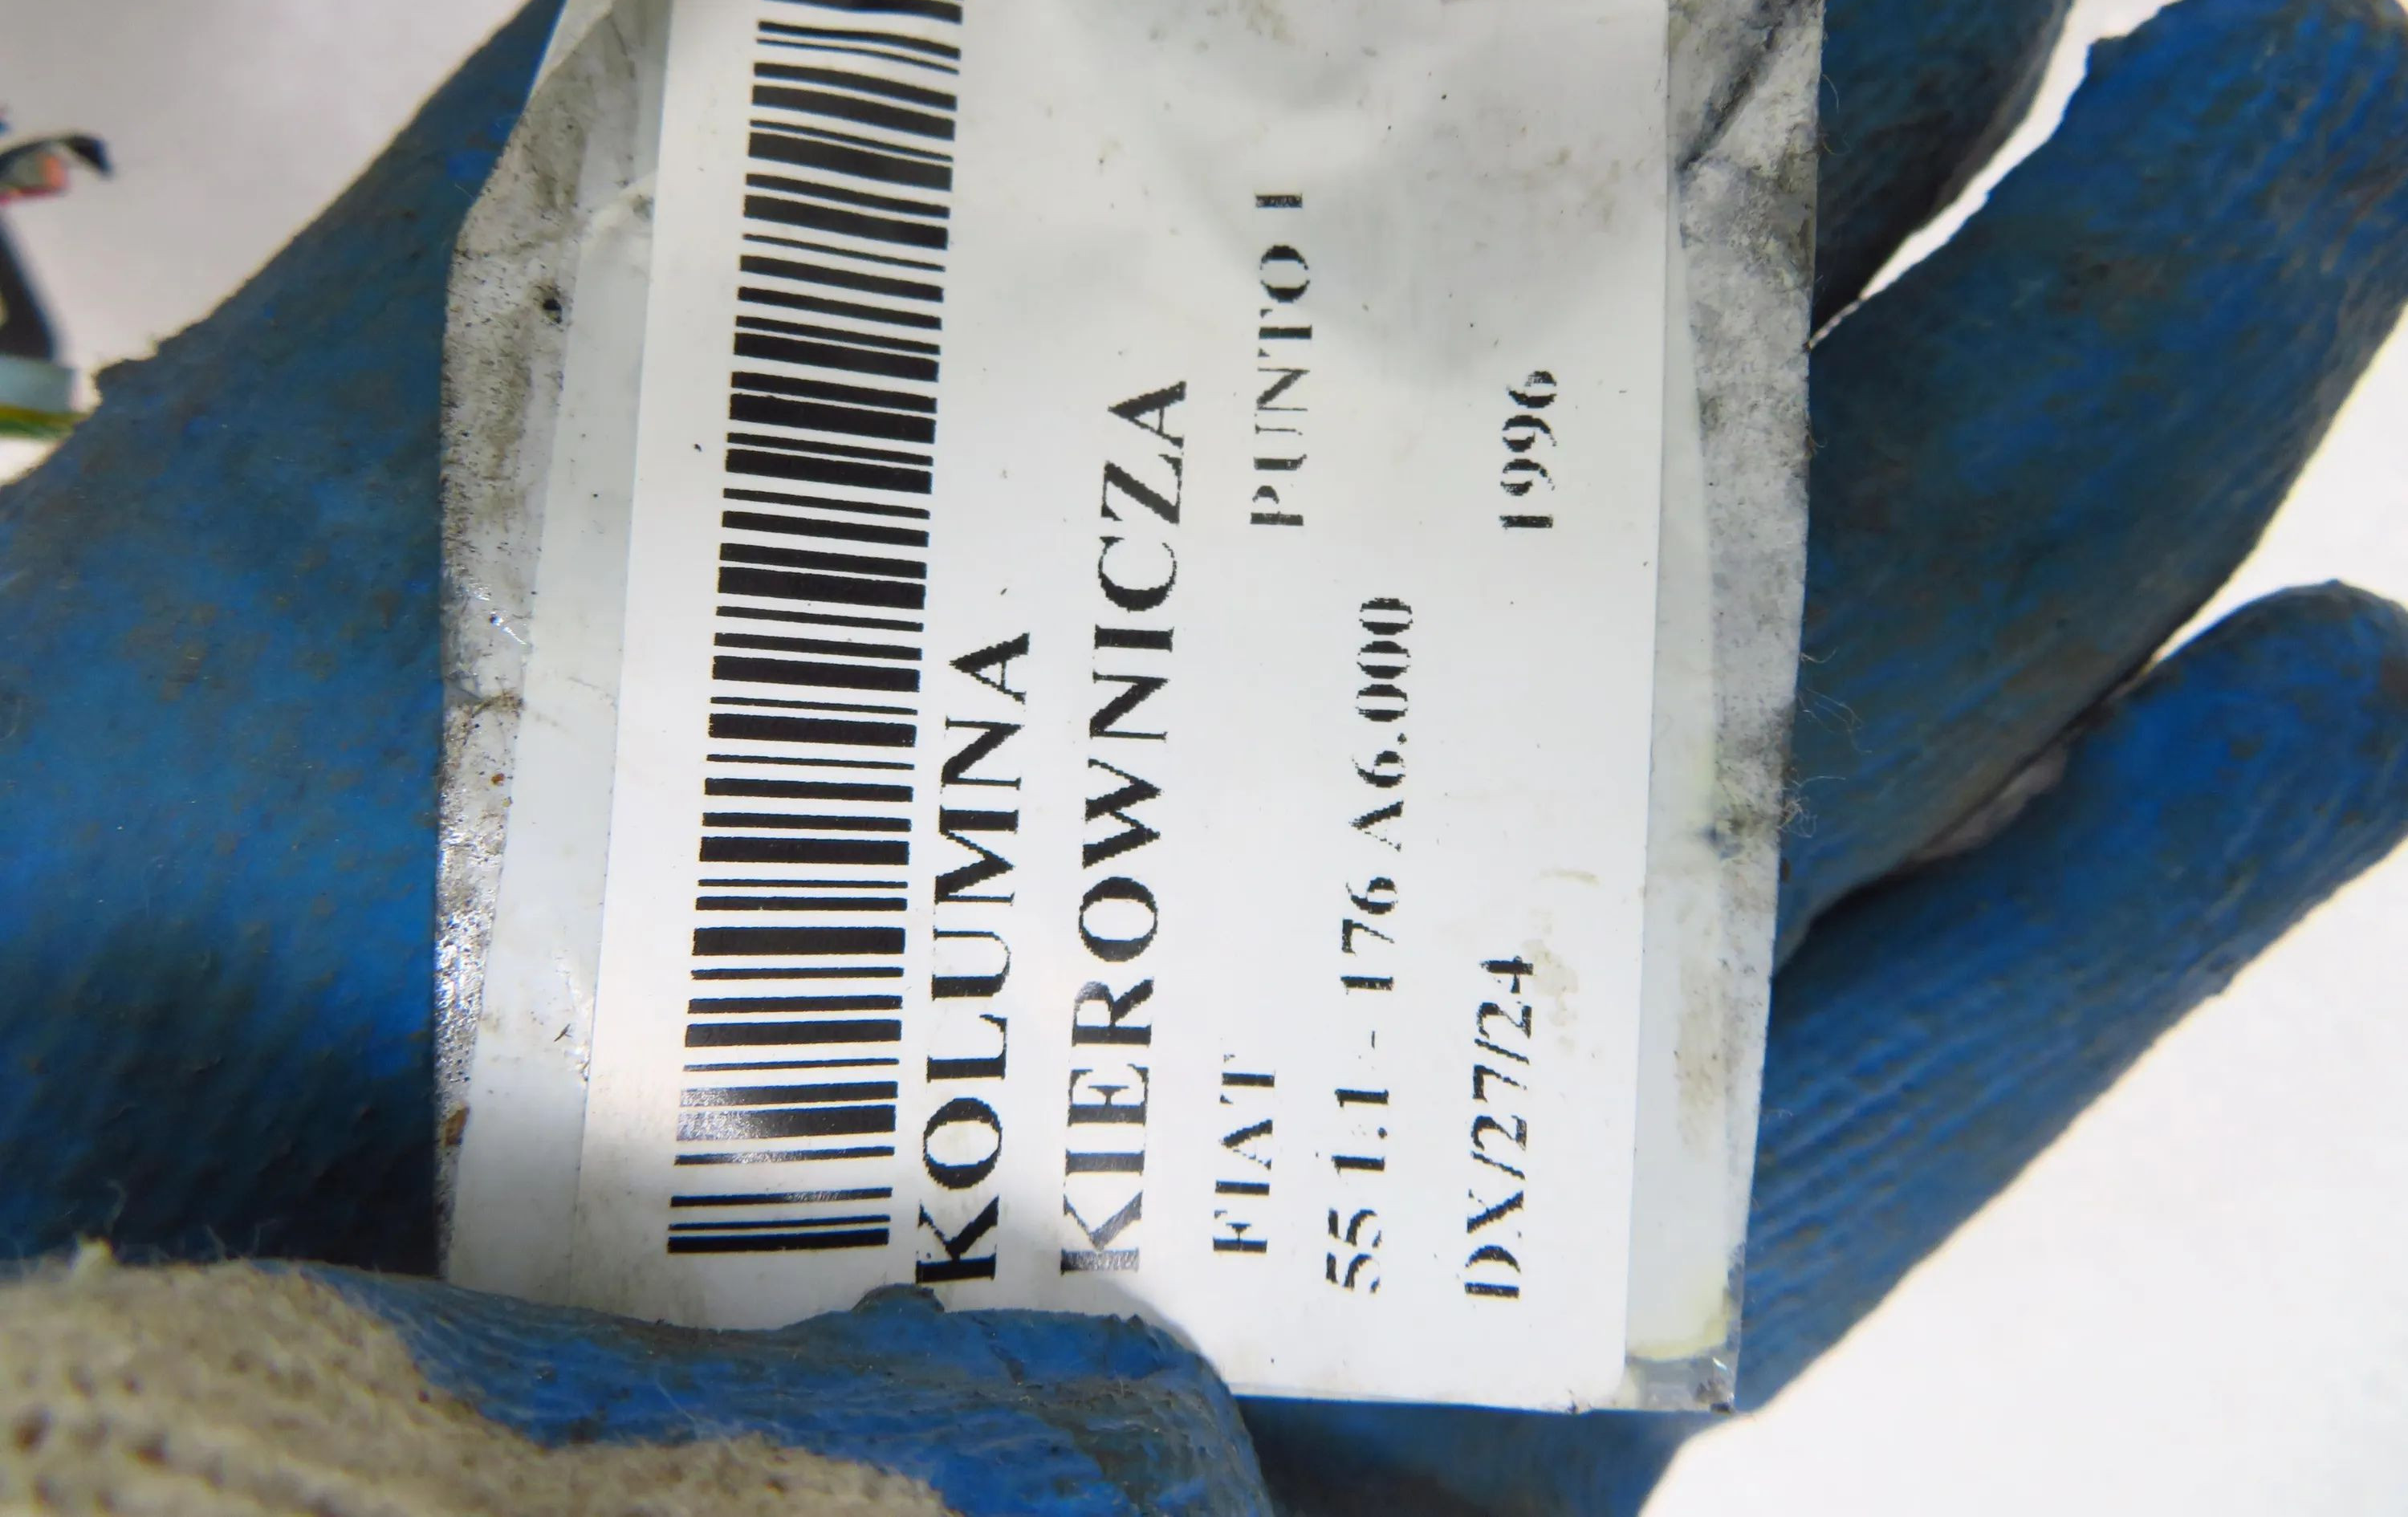 KOLUMNA
KIEROWNICZA
FIAT PUNTO I
55 1.1 - 176 A6.000
DX/27/24 1996